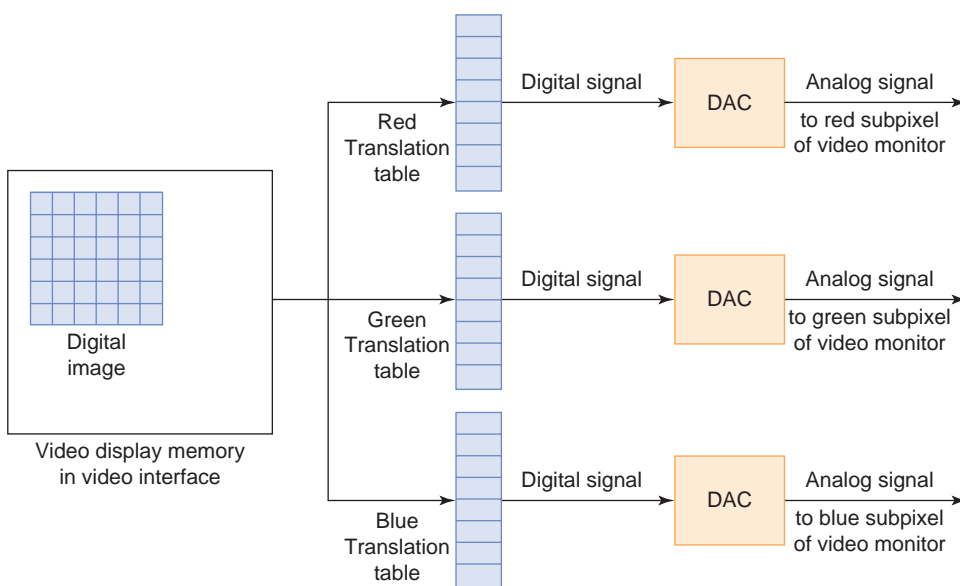 Digital signal
DAC
Analog signal
to red subpixel
of video monitor
Red
Translation
table
Digital
image
Video display memory
in video interface
Digital signal
DAC
Analog signal
to green subpixel
of video monitor
Green
Translation
table
Digital signal
DAC
Analog signal
to blue subpixel
of video monitor
Blue
Translation
table